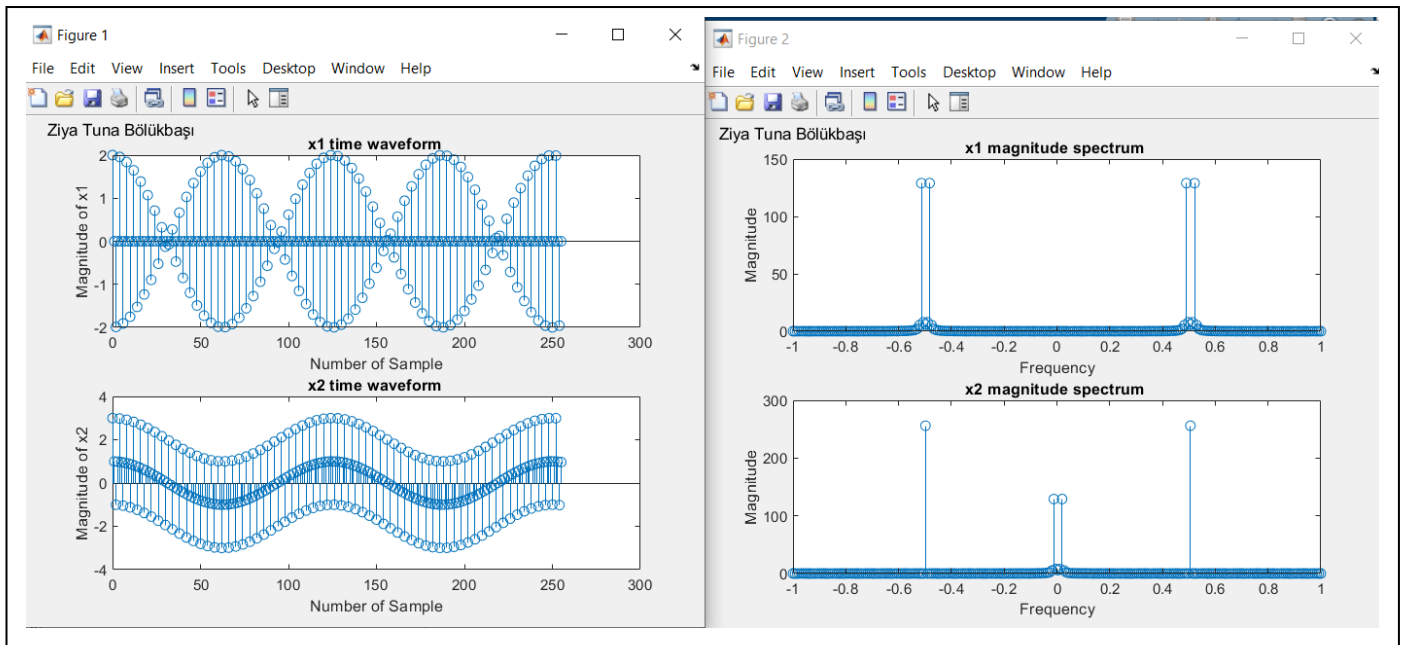 Figure 1
File Edit View Insert Tools Desktop Window Help
Ziya Tuna Bölükbaşı
x1 time waveform
2
1
0
-1
-2
Magnitude of x1
0 50 100 150 200 250 300
Number of Sample
x2 time waveform
4
2
0
-2
-4
Magnitude of x2
0 50 100 150 200 250 300
Number of Sample
Figure 2
File Edit View Insert Tools Desktop Window Help
Ziya Tuna Bölükbaşı
x1 magnitude spectrum
150
100
50
0
Magnitude
-1 -0.8 -0.6 -0.4 -0.2 0 0.2 0.4 0.6 0.8 1
Frequency
x2 magnitude spectrum
300
200
100
0
Magnitude
-1 -0.8 -0.6 -0.4 -0.2 0 0.2 0.4 0.6 0.8 1
Frequency